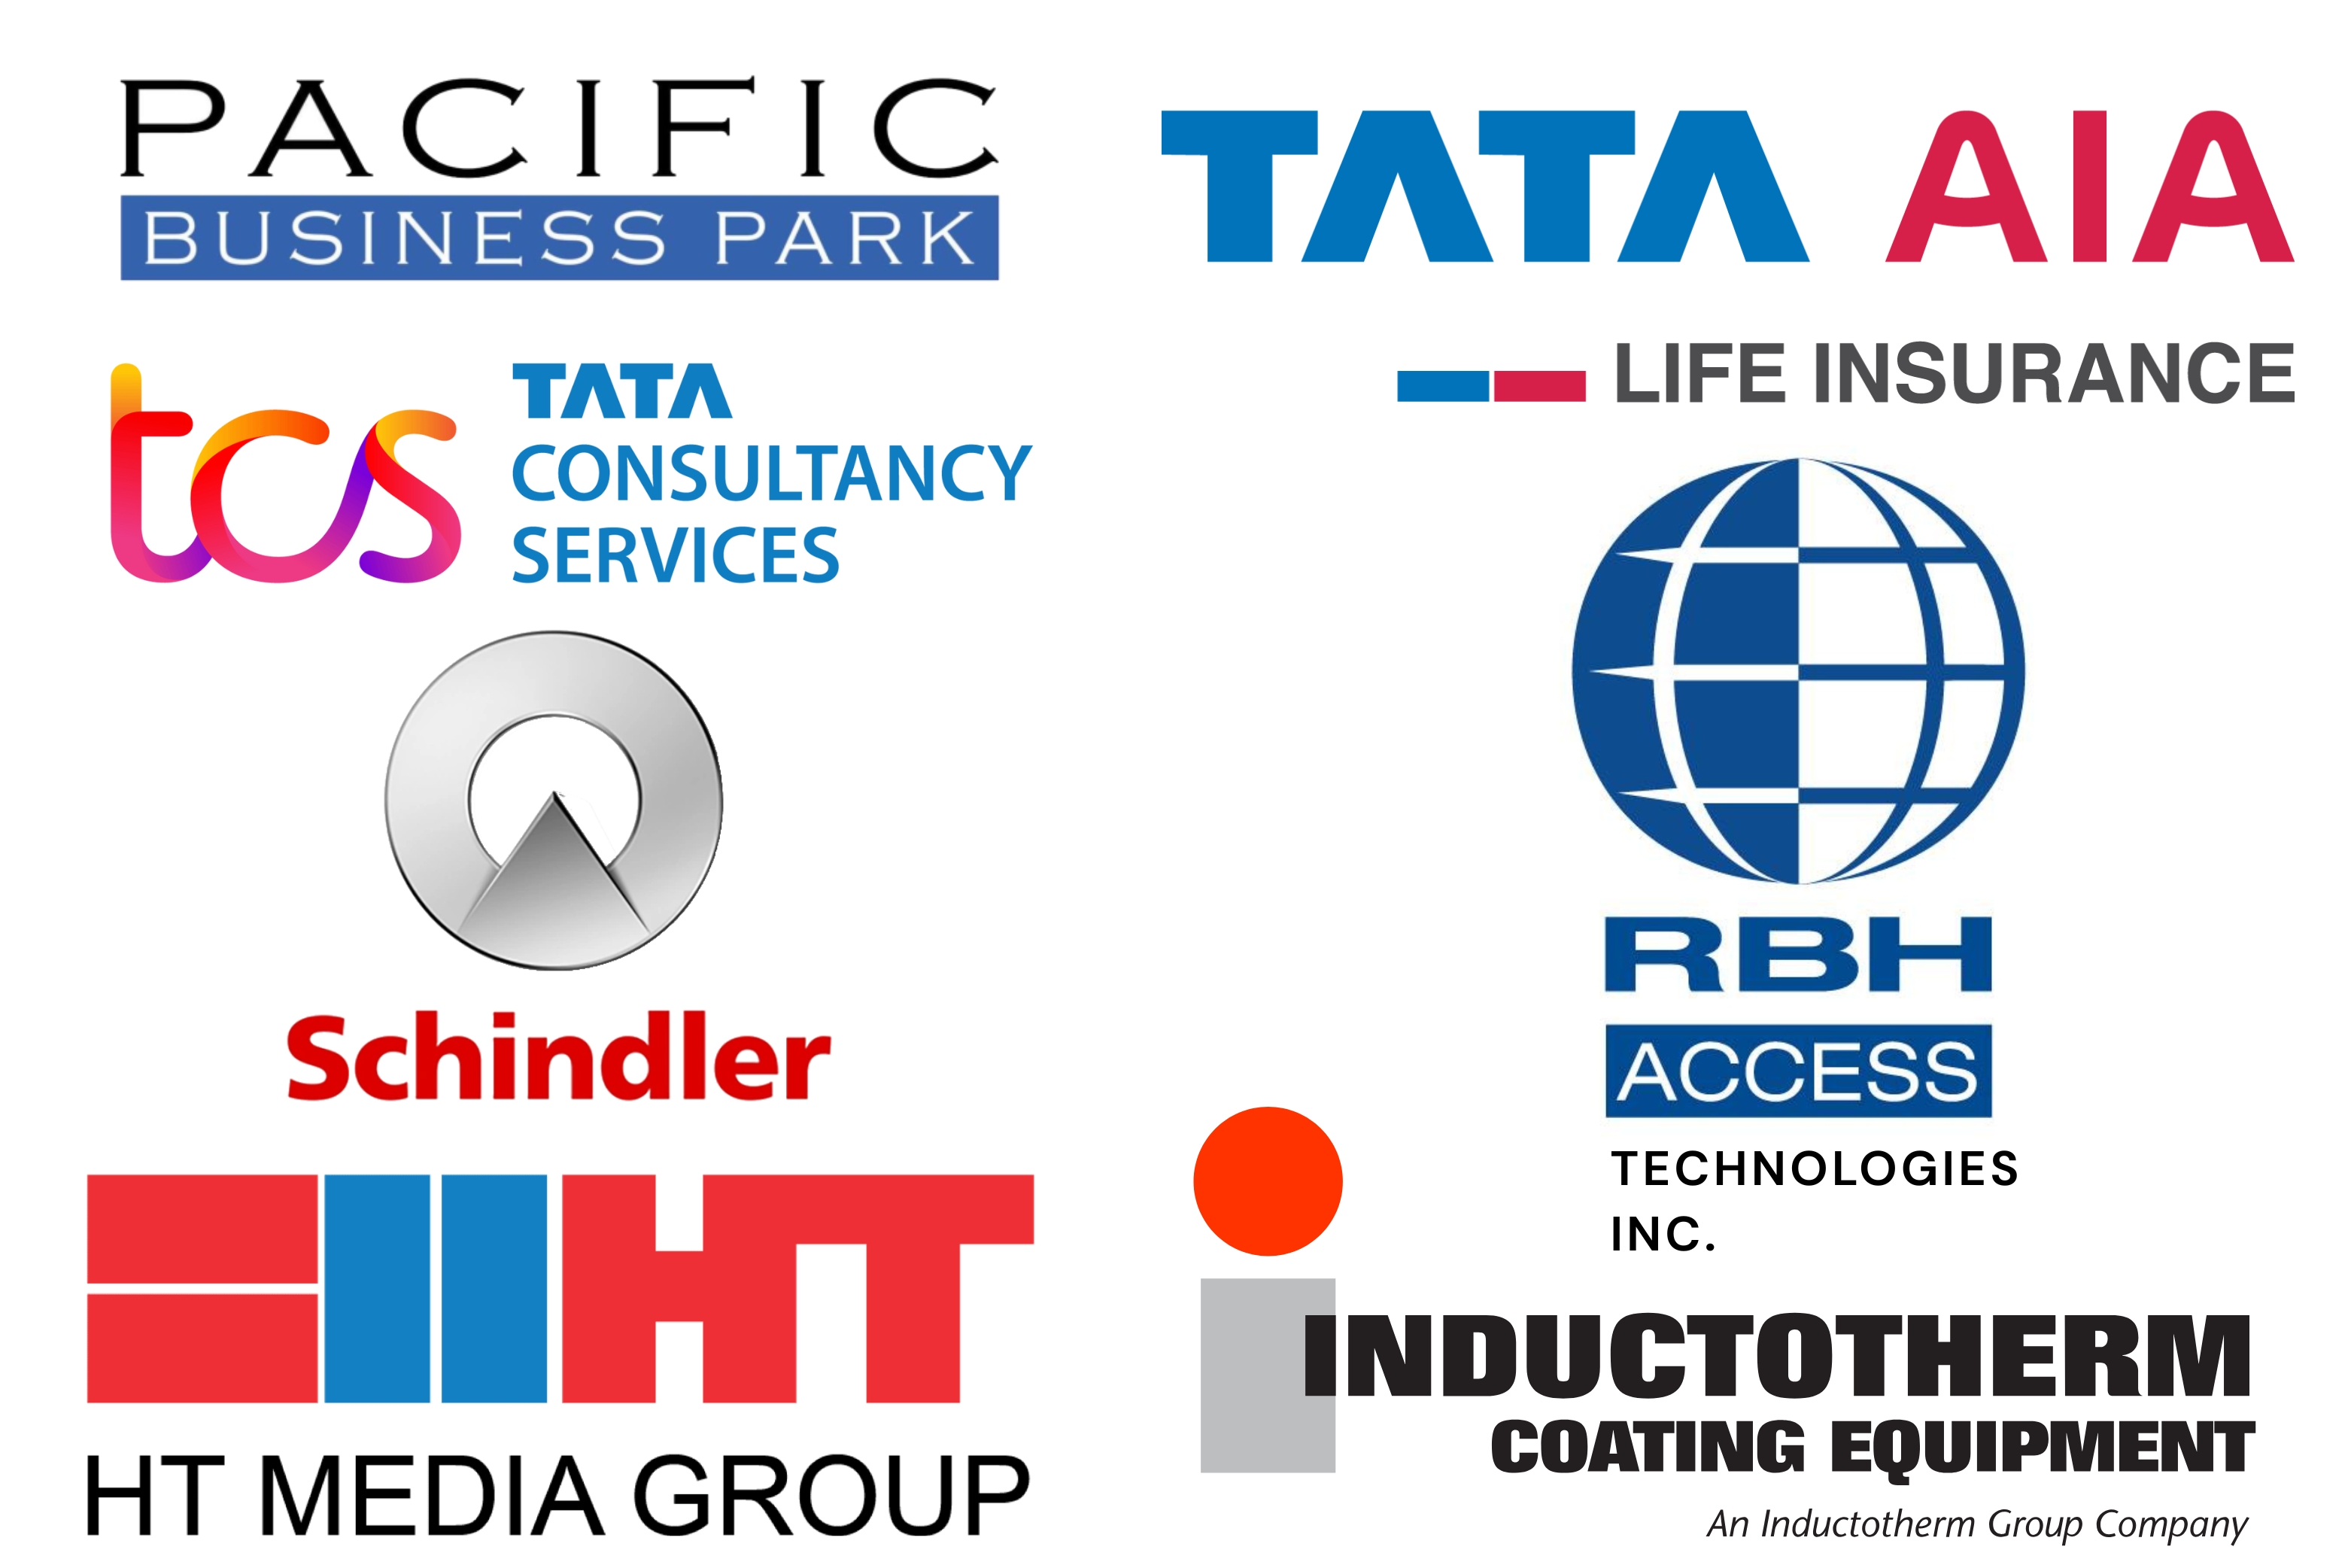 PACIFIC
BUSINESS PARK
TATA AIA
LIFE INSURANCE
tcs
TATA
CONSULTANCY
SERVICES
Schindler
RBH
ACCESS
TECHNOLOGIES
INC.
HT
HT MEDIA GROUP
INDUCTOTHERM
COATING EQUIPMENT
An Inductotherm Group Company